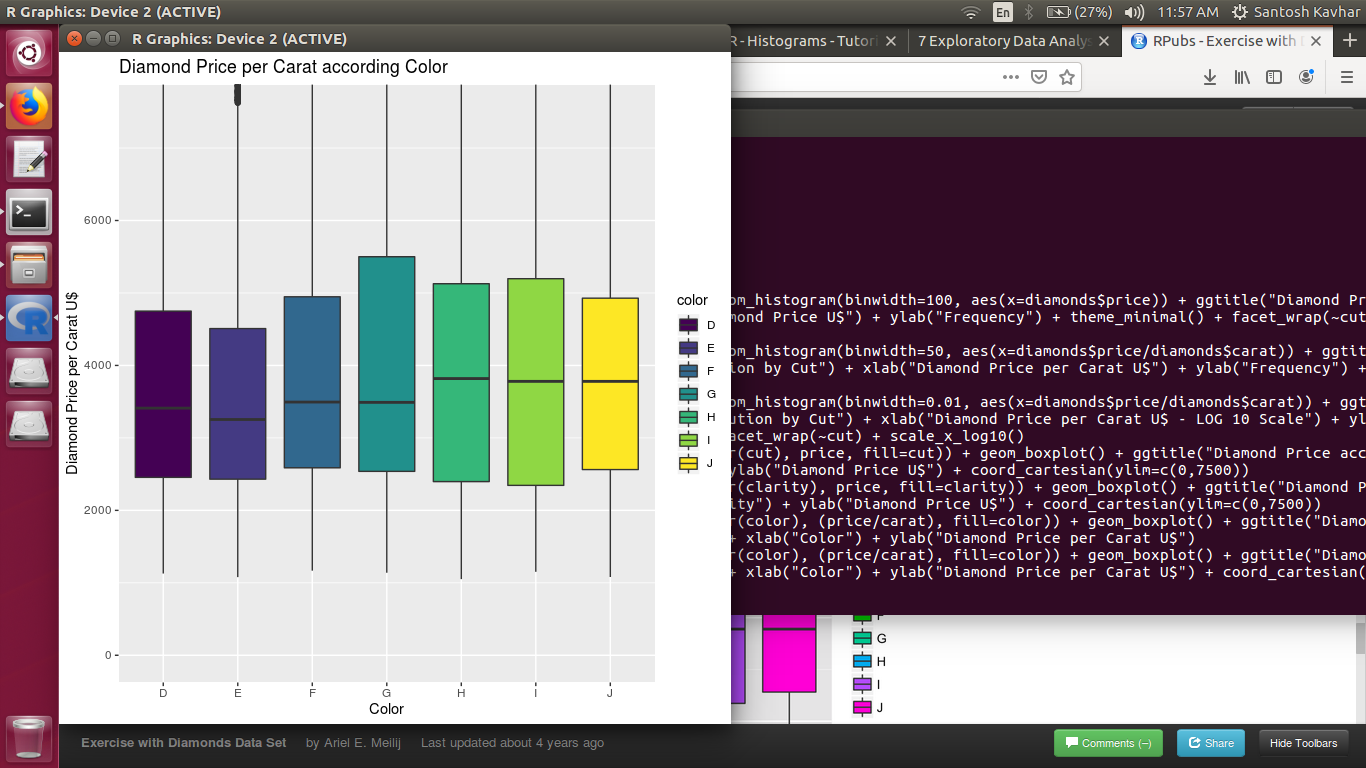 R Graphics: Device 2 (ACTIVE)
En
(27%)
11:57 AM
Santosh Kavhar
R Graphics: Device 2 (ACTIVE)
R - Histograms - Tutori
7 Exploratory Data Analys
RPubs - Exercise with
Diamond Price per Carat according Color
Diamond Price per Carat U$
6000
4000
2000
0
D
E
F
G
H
I
J
Color
color
D
E
F
G
H
I
J
om_histogram(binwidth=100, aes(x=diamonds$price)) + ggtitle("Diamond Pr
mond Price U$") + ylab("Frequency") + theme_minimal() + facet_wrap(~cut
om_histogram(binwidth=50, aes(x=diamonds$price/diamonds$carat)) + ggtit
ion by Cut") + xlab("Diamond Price per Carat U$") + ylab("Frequency") +
om_histogram(binwidth=0.01, aes(x=diamonds$price/diamonds$carat)) + ggt
ution by Cut") + xlab("Diamond Price per Carat U$ - LOG 10 Scale") + yl
acet_wrap(~cut) + scale_x_log10()
r(cut), price, fill=cut)) + geom_boxplot() + ggtitle("Diamond Price acc
ylab("Diamond Price U$") + coord_cartesian(ylim=c(0,7500))
r(clarity), price, fill=clarity)) + geom_boxplot() + ggtitle("Diamond P
ity") + ylab("Diamond Price U$") + coord_cartesian(ylim=c(0,7500))
r(color), (price/carat), fill=color)) + geom_boxplot() + ggtitle("Diamo
+ xlab("Color") + ylab("Diamond Price per Carat U$")
r(color), (price/carat), fill=color)) + geom_boxplot() + ggtitle("Diamo
+ xlab("Color") + ylab("Diamond Price per Carat U$") + coord_cartesian(
F
G
H
I
J
Exercise with Diamonds Data Set
by Ariel E. Meilij
Last updated about 4 years ago
Comments (–)
Share
Hide Toolbars